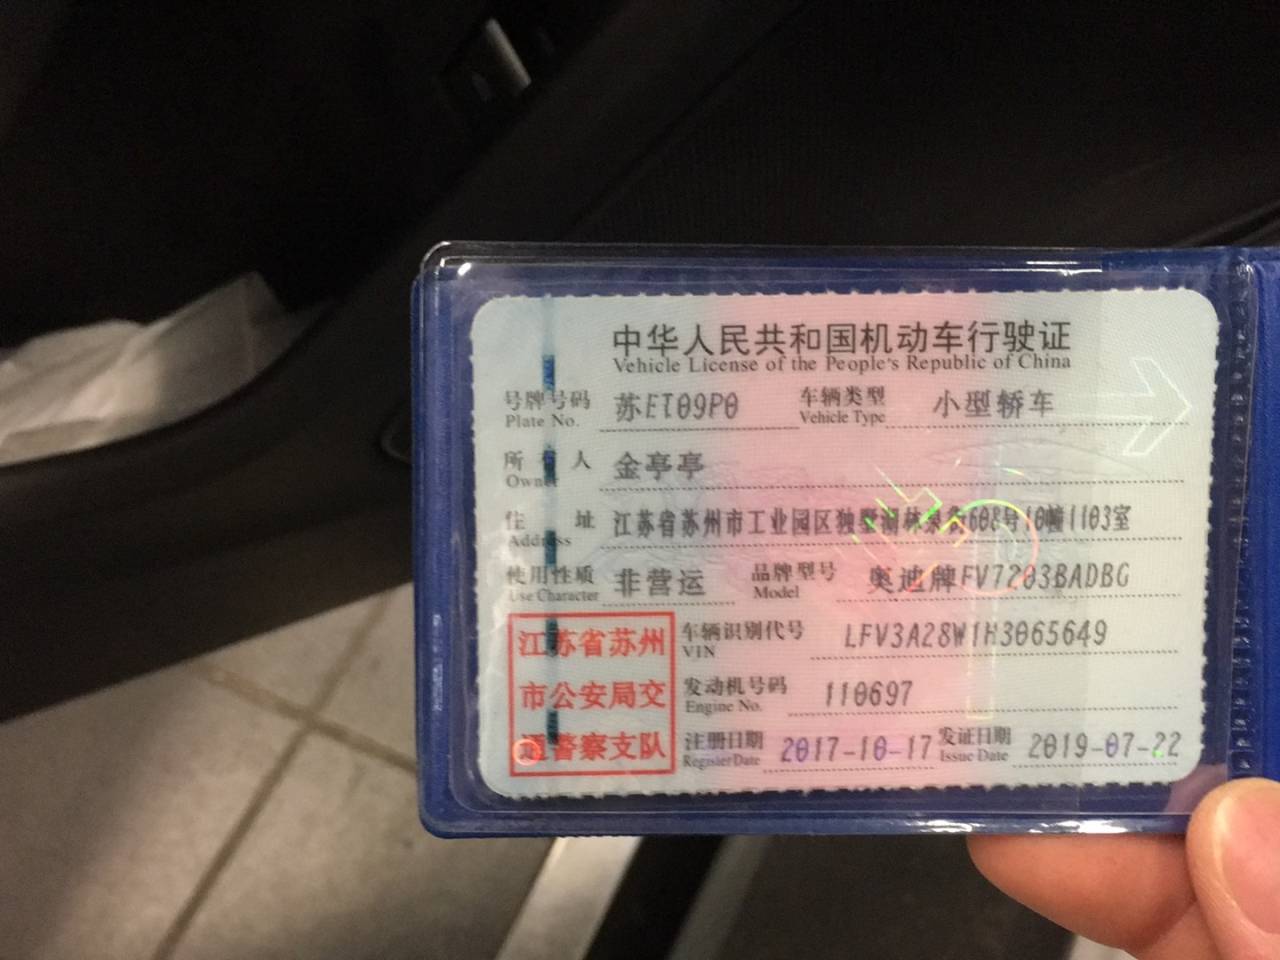 中华人民共和国机动车行驶证
Vehicle License of the People's Republic of China
号牌号码 苏ET09P0 车辆类型 小型轿车
Plate No. Vehicle Type
所有人 金亭亭
Owner
住址 江苏省苏州市工业园区独墅湖林泉街608号10幢1103室
Address
使用性质 非营运 品牌型号 奥迪牌FV7203BADBG
Use Character Model
江苏省苏州 车辆识别代号 LFV3A28W1H3065649
VIN
市公安局交 发动机号码 110697
Engine No.
通警察支队 注册日期 2017-10-17 发证日期 2019-07-22
Register Date Issue Date